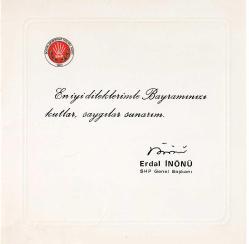 En iyi dileklerimle Bayramınızı
kutlar, saygılar sunarım.
Erdal İNÖNÜ
SHP Genel Başkanı